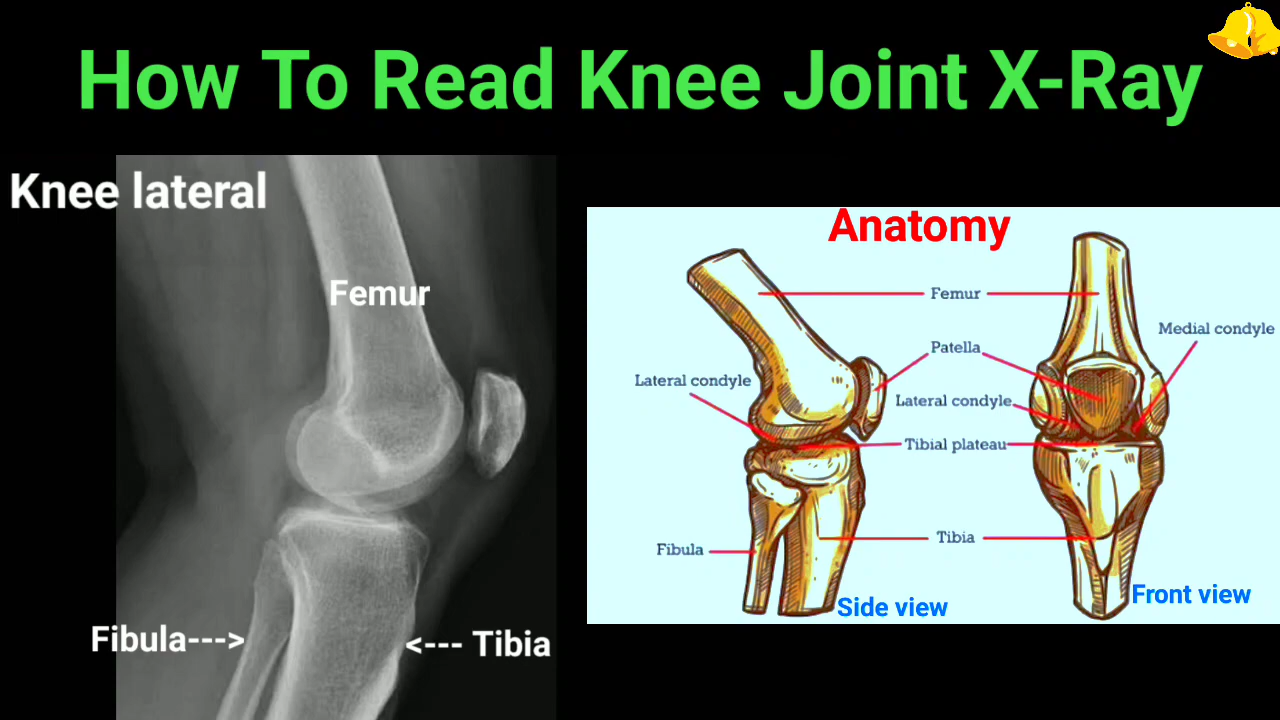 How To Read Knee Joint X-Ray
Knee lateral
Femur
Fibula--->
<--- Tibia
Anatomy
Femur
Patella
Medial condyle
Lateral condyle
Lateral condyle
Tibial plateau
Tibia
Fibula
Side view
Front view